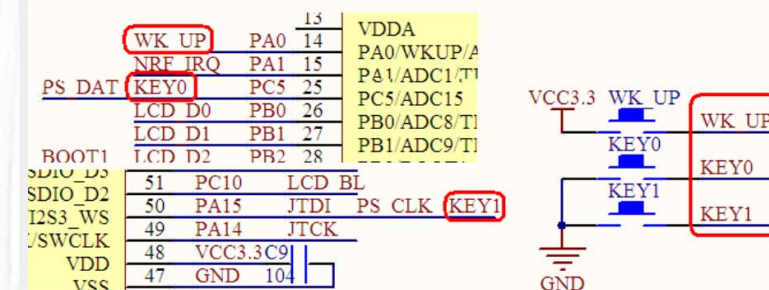 13
VDDA
WK_UP PA0 14 PA0/WKUP/A
NRF_IRQ PA1 15
PS_DAT KEY0 PC5 25 PC5/ADC15
LCD_D0 PB0 26 PB0/ADC8/TI
LCD_D1 PB1 27 PB1/ADC9/TI
BOOT1 LCD_D2 PB2 28
51 PC10 LCD_BL
SDIO_D2 50 PA15 JTDI PS_CLK KEY1
I2S3_WS 49 PA14 JTCK
/SWCLK 48 VCC3.3 C9
VDD 47 GND 104
VSS
VCC3.3 WK_UP WK_UP
KEY0 KEY0
KEY1 KEY1
GND